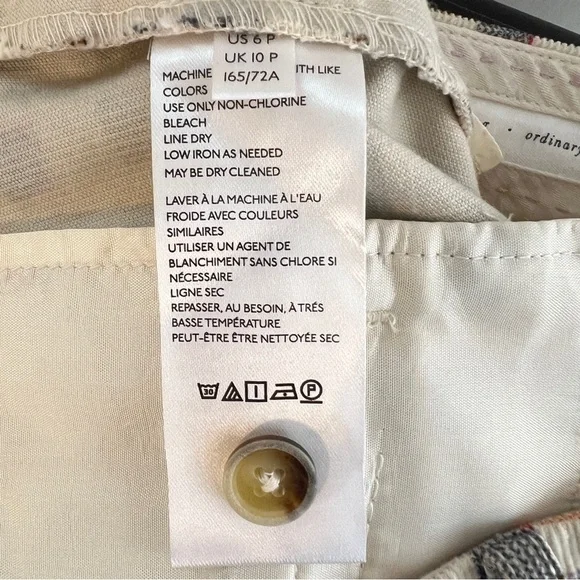 US 6 P
UK 10 P
165/72A
MACHINE
TH LIKE
COLORS
USE ONLY NON-CHLORINE
BLEACH
LINE DRY
LOW IRON AS NEEDED
MAY BE DRY CLEANED
LAVER À LA MACHINE À L'EAU
FROIDE AVEC COULEURS
SIMILAIRES
UTILISER UN AGENT DE
BLANCHIMENT SANS CHLORE SI
NÉCESSAIRE
LIGNE SEC
REPASSER, AU BESOIN, À TRÉS
BASSE TEMPÉRATURE
PEUT-ÊTRE ÊTRE NETTOYÉE SEC
30 P
· ordinary